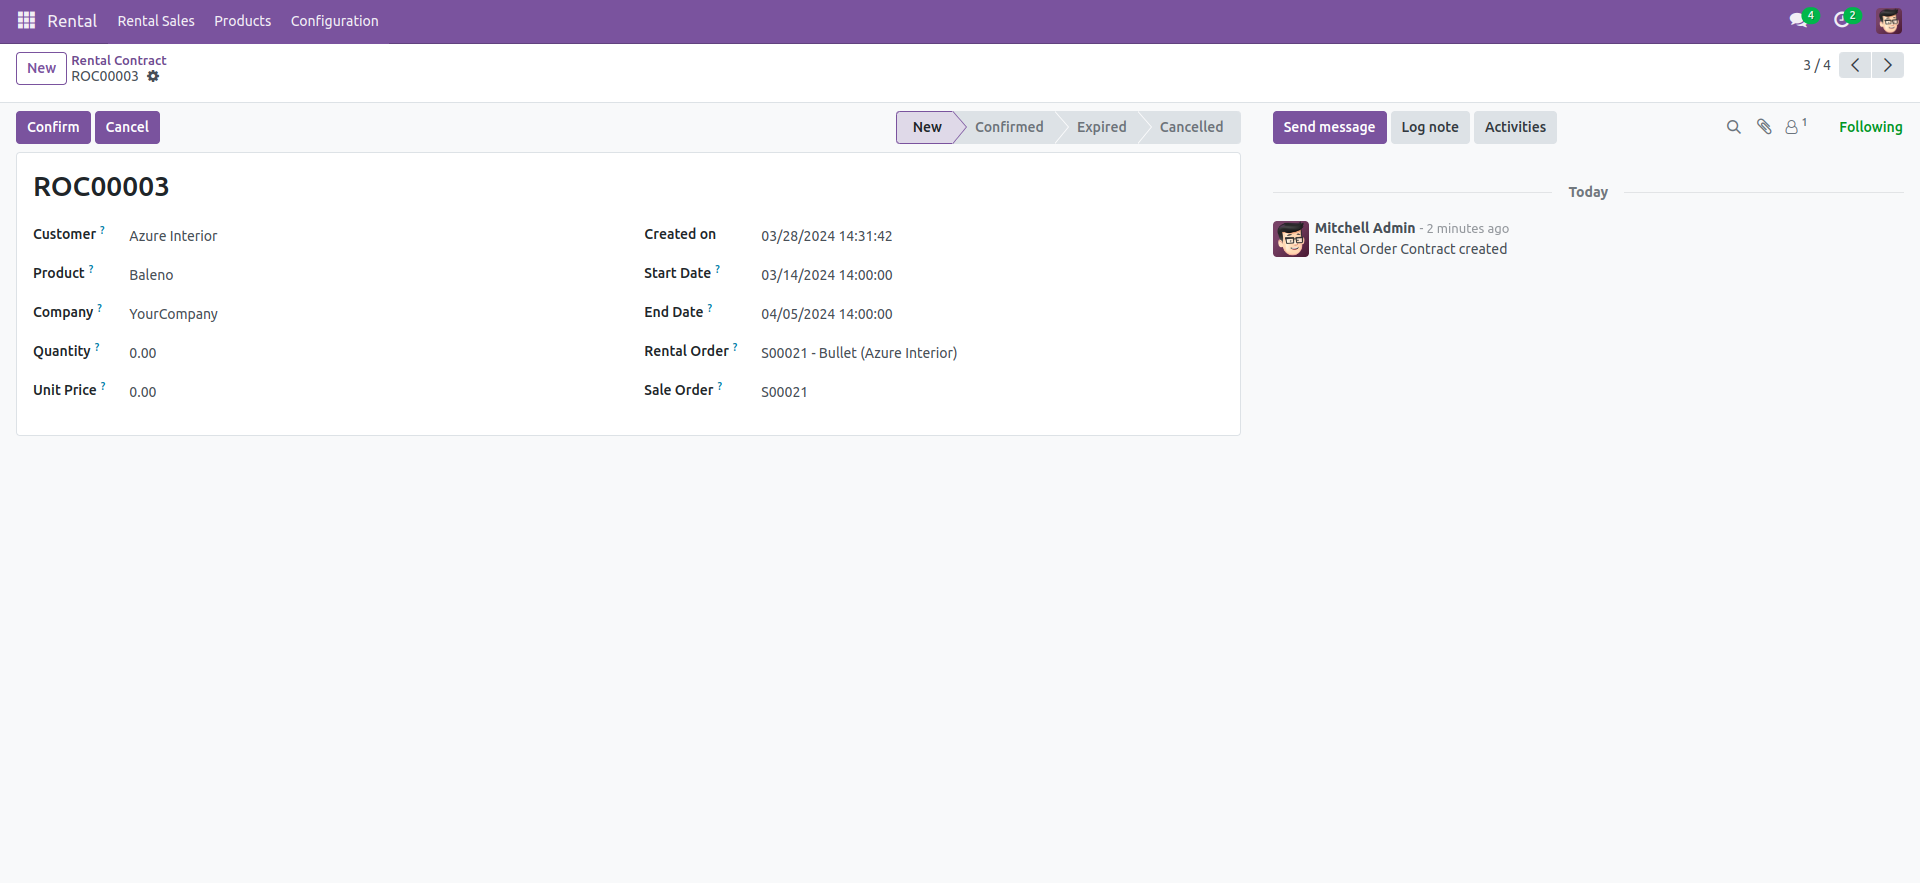 Rental Rental Sales Products Configuration 4 2
New Rental Contract
ROC00003 3 / 4
Confirm Cancel New Confirmed Expired Cancelled Send message Log note Activities 1 Following
ROC00003
Customer ? Azure Interior
Product ? Baleno
Company ? YourCompany
Quantity ? 0.00
Unit Price ? 0.00
Created on 03/28/2024 14:31:42
Start Date ? 03/14/2024 14:00:00
End Date ? 04/05/2024 14:00:00
Rental Order ? S00021 - Bullet (Azure Interior)
Sale Order ? S00021
Today
Mitchell Admin - 2 minutes ago
Rental Order Contract created